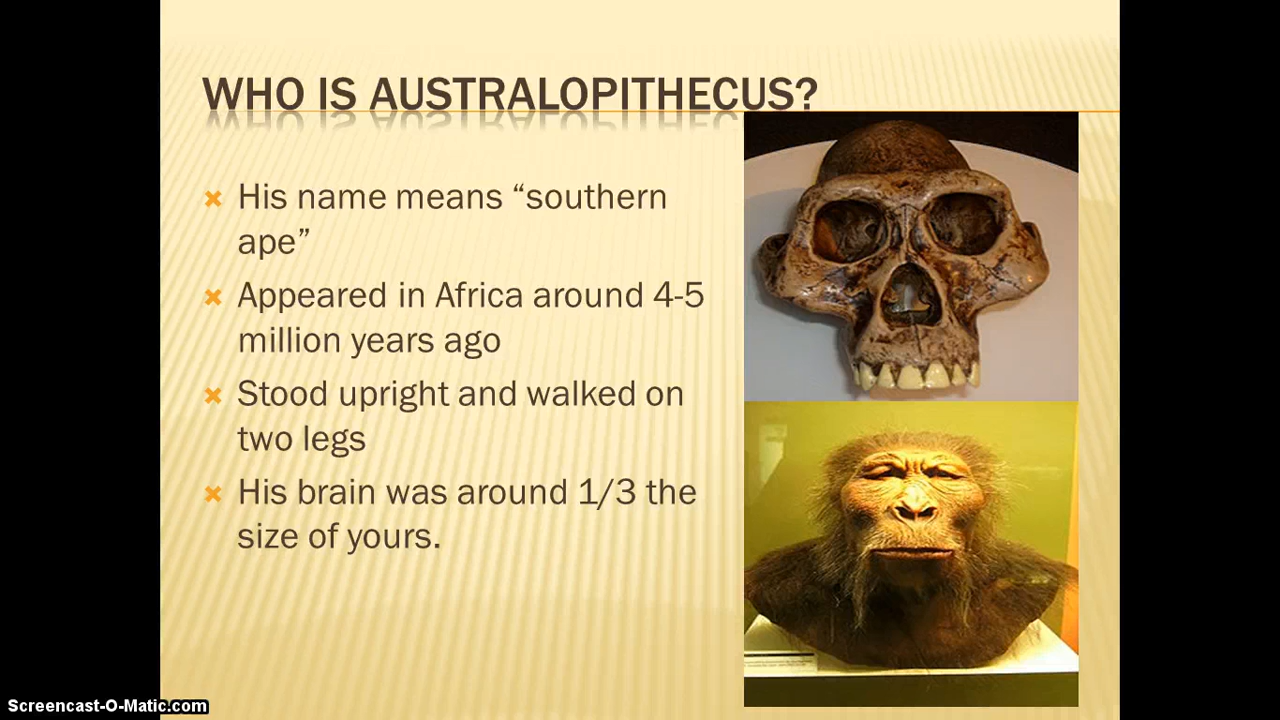 WHO IS AUSTRALOPITHECUS?
His name means “southern
ape”
Appeared in Africa around 4-5
million years ago
Stood upright and walked on
two legs
His brain was around 1/3 the
size of yours.
Screencast-O-Matic.com